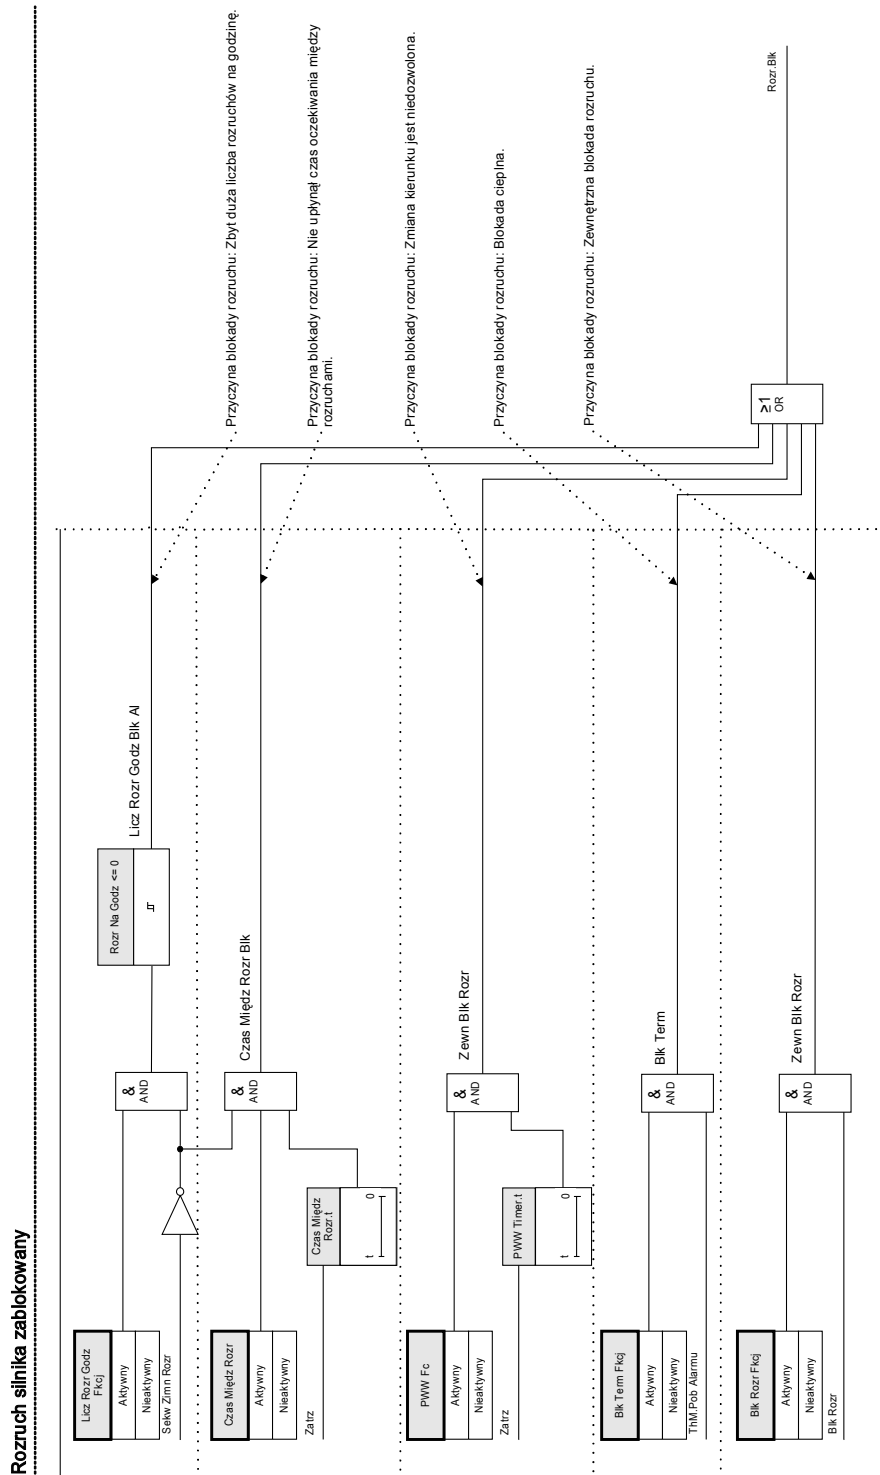 Rozruch silnika zablokowany
Licz Rozr Godz
Fkcj
Aktywny
Nieaktywny
Sekw Zimn Rozr
&
AND
Rozr Na Godz <= 0
Licz Rozr Godz Blk Al
Przyczyna blokady rozruchu: Zbyt duża liczba rozruchów na godzinę.
Czas Między Rozr
Aktywny
Nieaktywny
Zatrz
Czas Między
Rozr.t
t
0
&
AND
Czas Międz Rozr Blk
Przyczyna blokady rozruchu: Nie upłynął czas oczekiwania między
rozruchami.
PWW Fc
Aktywny
Nieaktywny
Zatrz
PWW Timer.t
t
0
&
AND
Zewn Blk Rozr
Przyczyna blokady rozruchu: Zmiana kierunku jest niedozwolona.
Blk Term Fkcj
Aktywny
Nieaktywny
ThM.Pob Alarmu
&
AND
Blk Term
Przyczyna blokady rozruchu: Blokada cieplna.
Blk Rozr Fkcj
Aktywny
Nieaktywny
Blk Rozr
&
AND
Zewn Blk Rozr
Przyczyna blokady rozruchu: Zewnętrzna blokada rozruchu.
≥1
OR
Rozr.Blk